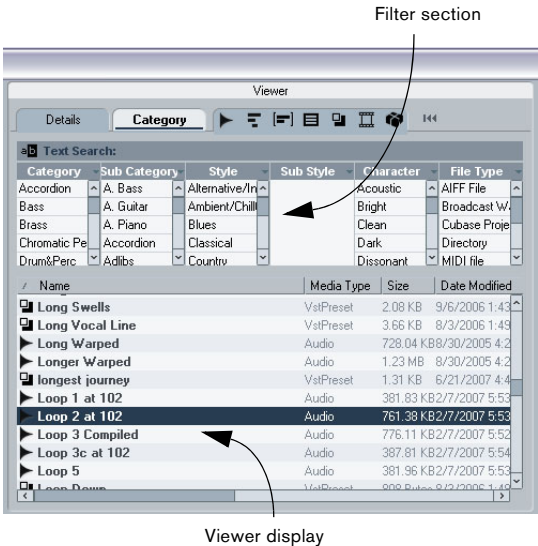 Filter section
Viewer
Details Category
ab Text Search:
Category Sub Category Style Sub Style Character File Type
Accordion A. Bass Alternative/In Acoustic AIFF File
Bass A. Guitar Ambient/Chill Bright Broadcast W
Brass A. Piano Blues Clean Cubase Proje
Chromatic Pe Accordion Classical Dark Directory
Drum&Perc Adlibs Country Dissonant MIDI file
Name Media Type Size Date Modified
Long Swells VstPreset 2.08 KB 9/6/2006 1:43
Long Vocal Line VstPreset 3.66 KB 8/3/2006 1:49
Long Warped Audio 728.04 KB 8/30/2005 4:2
Longer Warped Audio 1.23 MB 8/30/2005 4:2
longest journey VstPreset 1.31 KB 6/21/2007 4:4
Loop 1 at 102 Audio 381.83 KB 2/7/2007 5:53
Loop 2 at 102 Audio 761.38 KB 2/7/2007 5:53
Loop 3 Compiled Audio 776.11 KB 2/7/2007 5:52
Loop 3c at 102 Audio 387.81 KB 2/7/2007 5:54
Loop 5 Audio 381.96 KB 2/7/2007 5:53
Loop Down VstPreset 808 Bytes
Viewer display